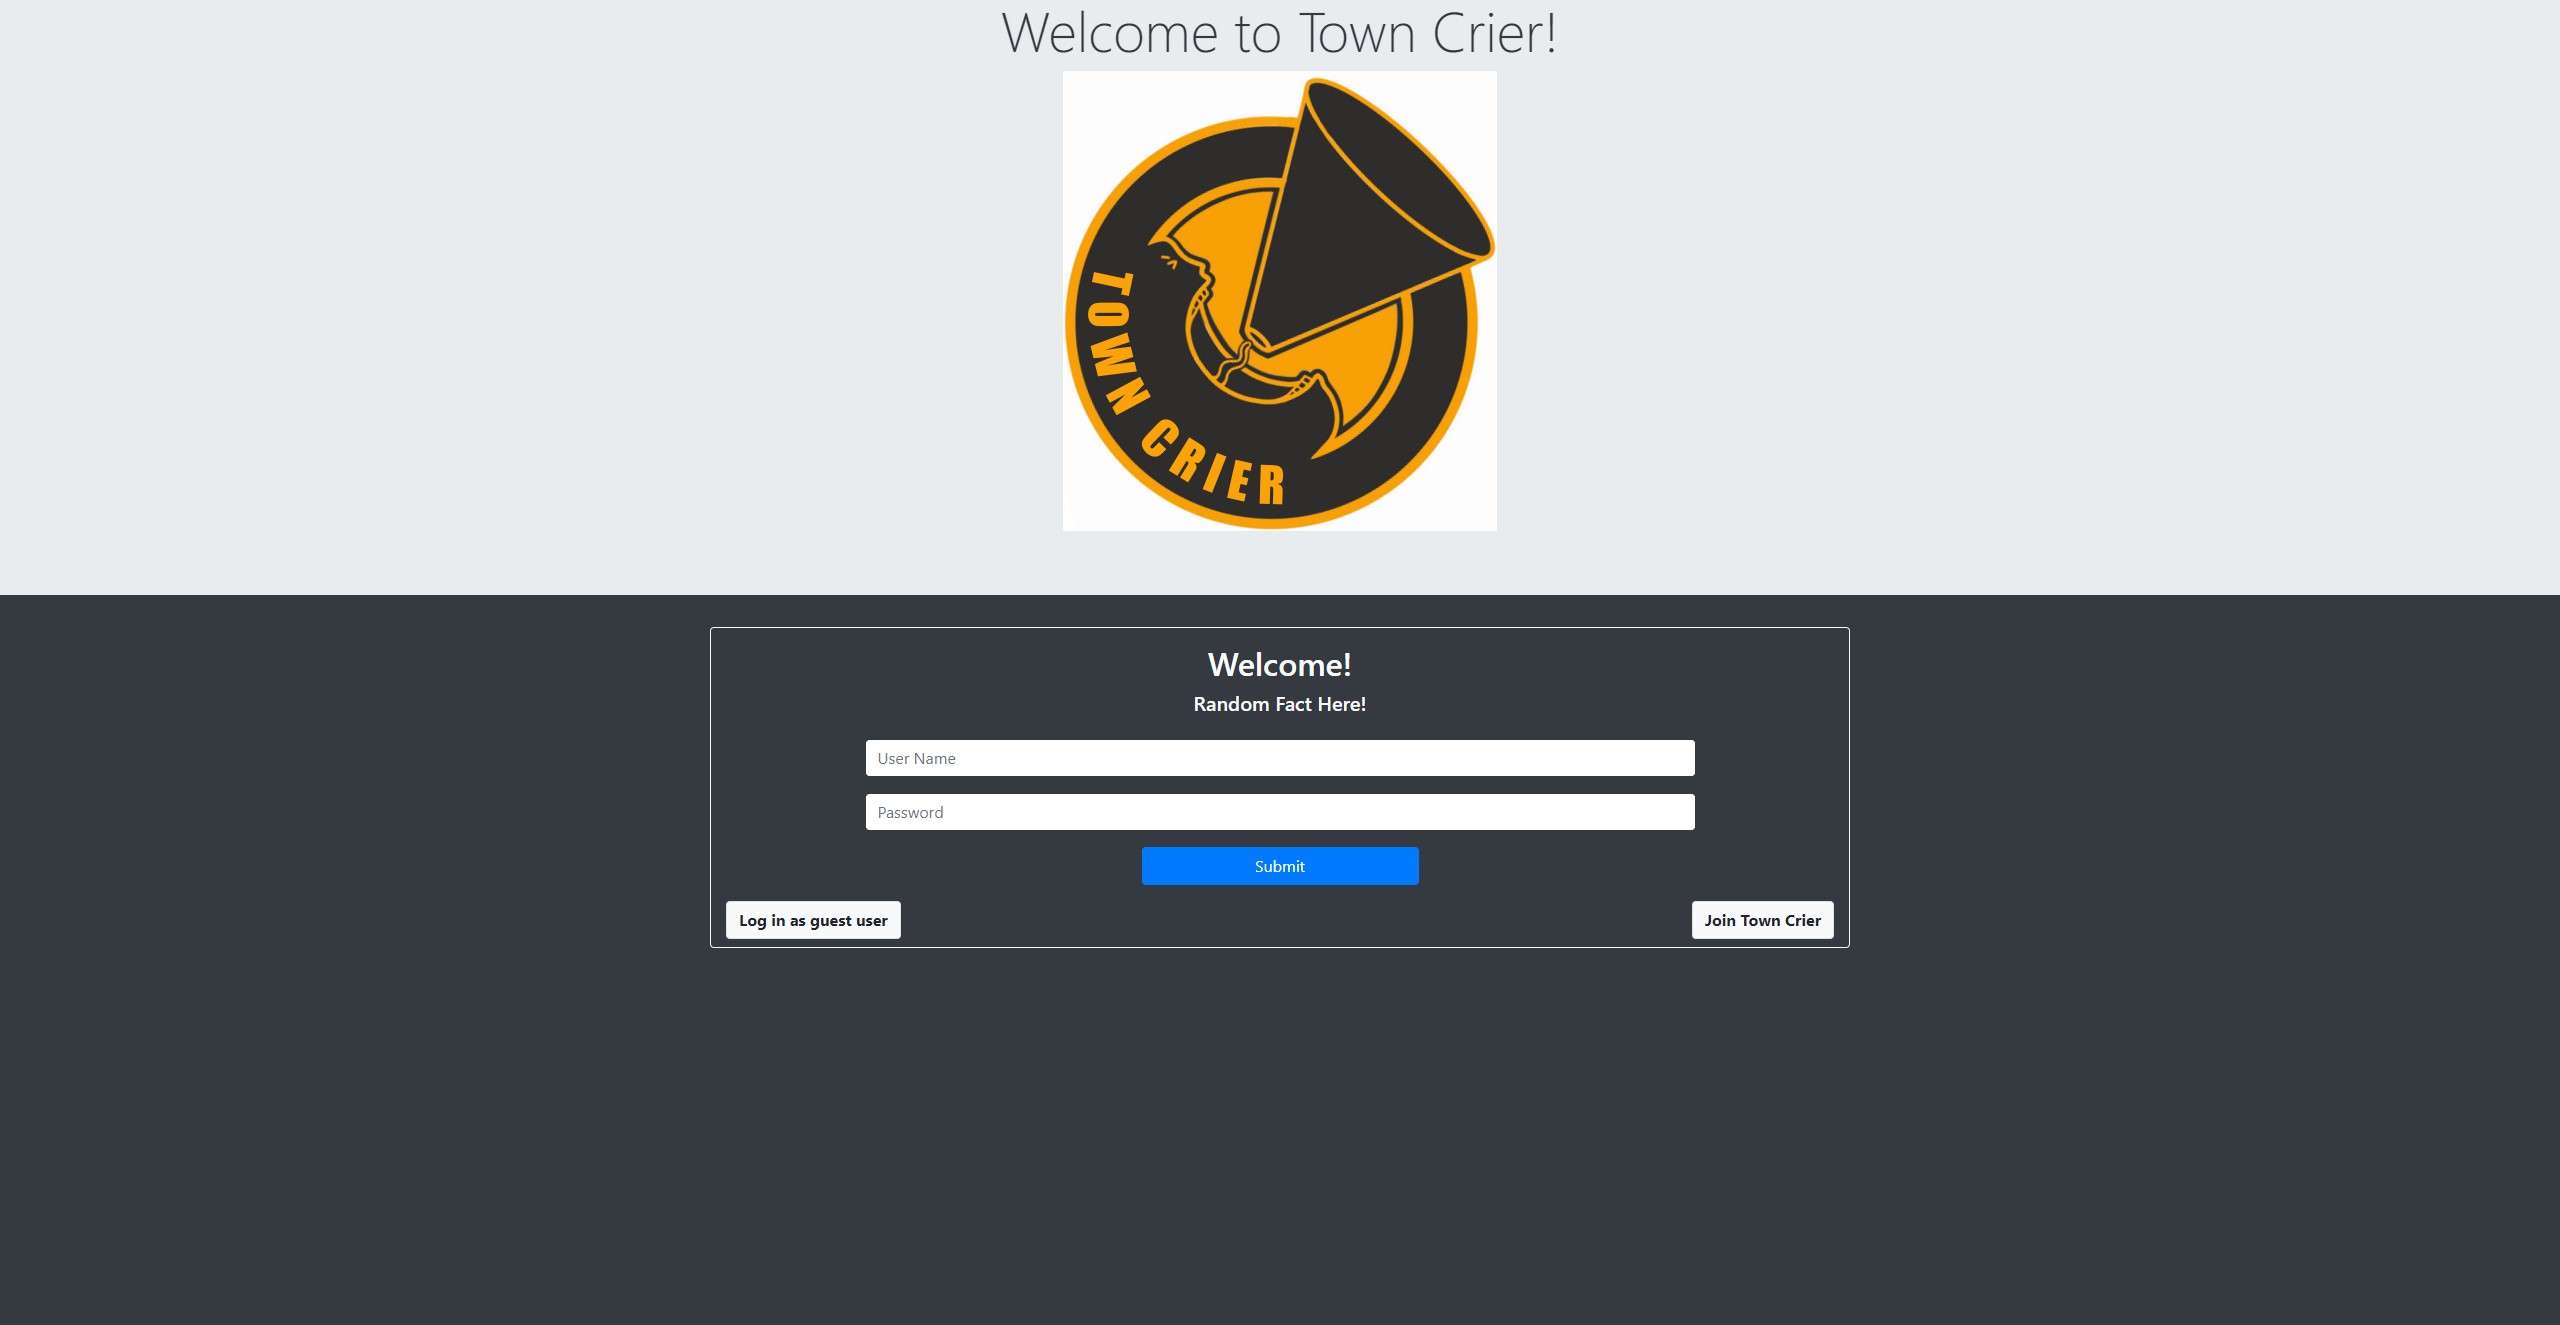 Welcome to Town Crier!
TOWN CRIER
Welcome!
Random Fact Here!
User Name
Password
Submit
Log in as guest user
Join Town Crier